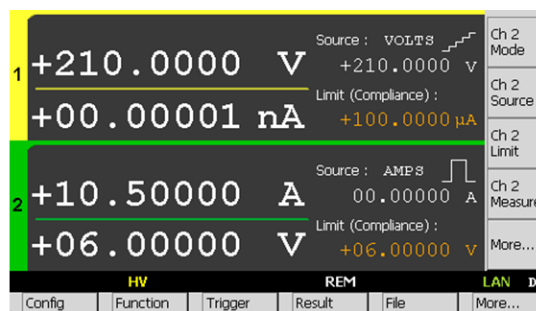 Source : VOLTS
1 +210.0000 V +210.0000 V
Limit (Compliance) :
+00.00001 nA +100.0000 µA
Source : AMPS
2 +10.50000 A 00.00000 A
Limit (Compliance) :
+06.00000 V +06.00000 V
Ch 2
Mode
Ch 2
Source
Ch 2
Limit
Ch 2
Measure
More...
HV REM LAN D
Config Function Trigger Result File More...